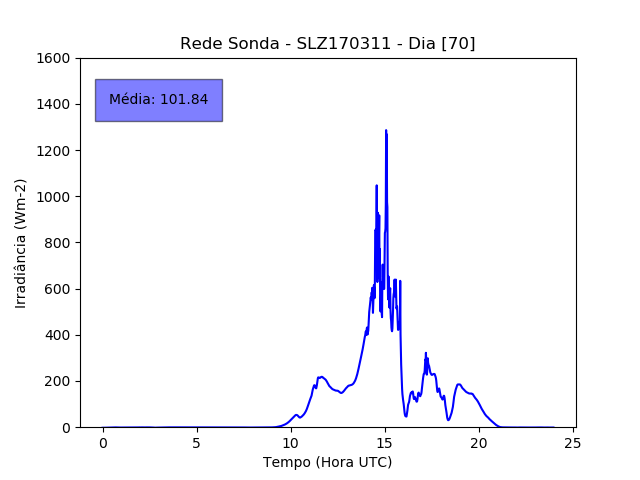 Rede Sonda - SLZ170311 - Dia [70]
Média: 101.84
Irradiância (Wm-2)
1600
1400
1200
1000
800
600
400
200
0
0 5 10 15 20 25
Tempo (Hora UTC)